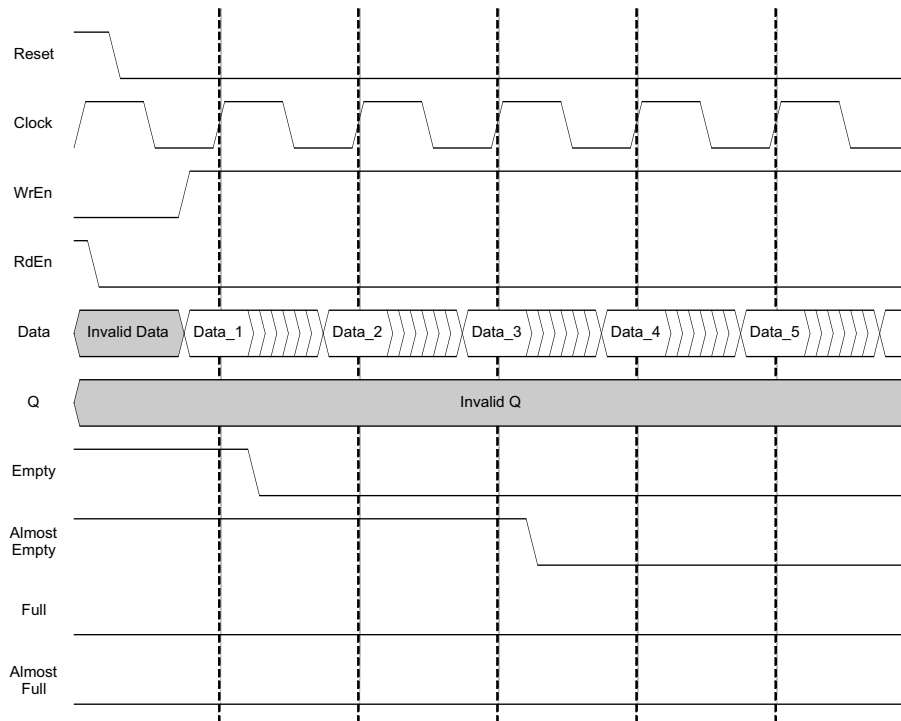 Reset
Clock
WrEn
RdEn
Data
Invalid Data
Data_1
Data_2
Data_3
Data_4
Data_5
Q
Invalid Q
Empty
Almost
Empty
Full
Almost
Full